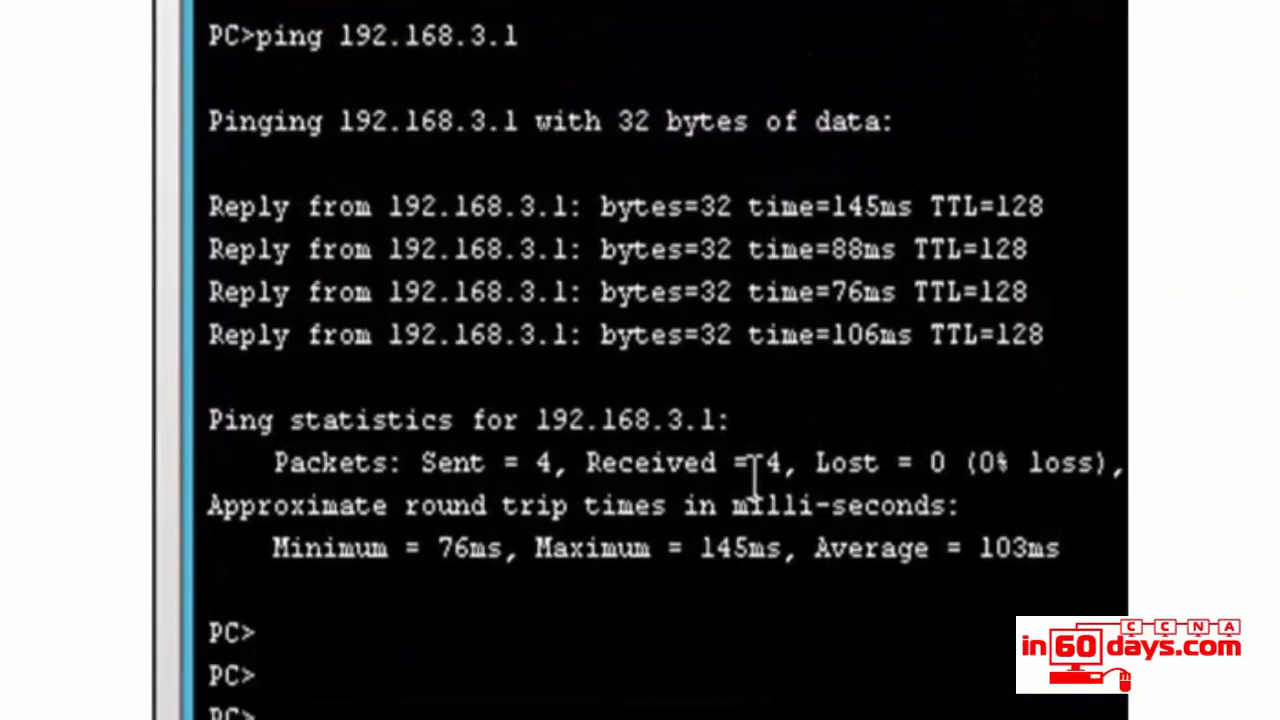 PC>ping 192.168.3.1
Pinging 192.168.3.1 with 32 bytes of data:
Reply from 192.168.3.1: bytes=32 time=145ms TTL=128
Reply from 192.168.3.1: bytes=32 time=88ms TTL=128
Reply from 192.168.3.1: bytes=32 time=76ms TTL=128
Reply from 192.168.3.1: bytes=32 time=106ms TTL=128
Ping statistics for 192.168.3.1:
Packets: Sent = 4, Received = 4, Lost = 0 (0% loss),
Approximate round trip times in milli-seconds:
Minimum = 76ms, Maximum = 145ms, Average = 103ms
PC>
PC>
PC>
CCNA
in60days.com